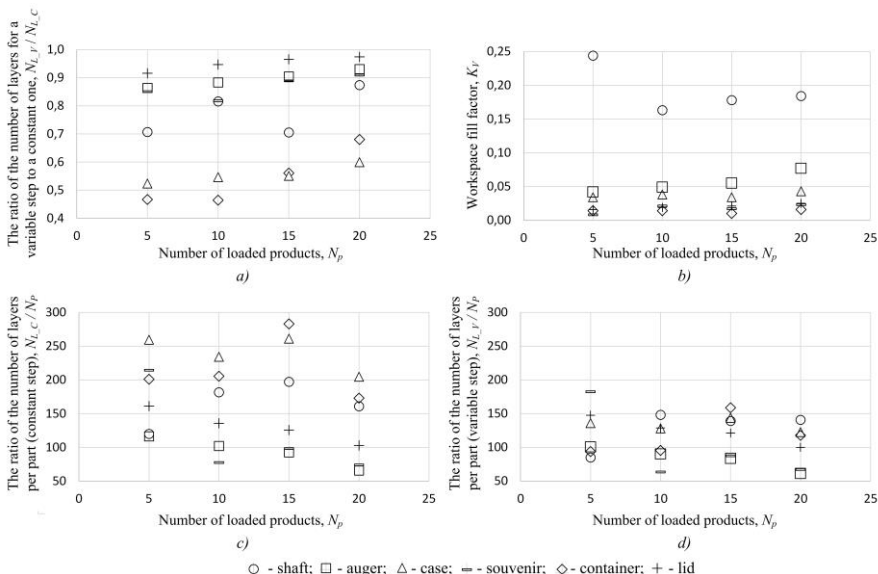 The ratio of the number of layers for a
variable step to a constant one, N_L_V / N_L_C
1,0
0,9
0,8
0,7
0,6
0,5
0,4
0 5 10 15 20 25
Number of loaded products, N_p
a)
Workspace fill factor, K_V
0,25
0,20
0,15
0,10
0,05
0,00
0 5 10 15 20 25
Number of loaded products, N_p
b)
The ratio of the number of layers
per part (constant step), N_L_C / N_P
300
250
200
150
100
50
0 5 10 15 20 25
Number of loaded products, N_p
c)
The ratio of the number of layers
per part (variable step), N_L_V / N_P
300
250
200
150
100
50
0 5 10 15 20 25
Number of loaded products, N_p
d)
○ - shaft; □ - auger; △ - case; - souvenir; ◇ - container; + - lid